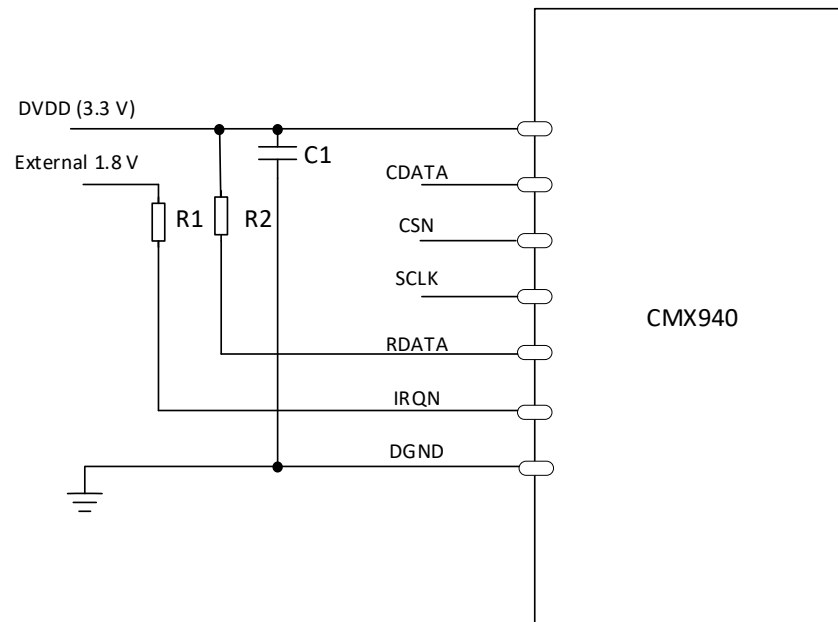 DVDD (3.3 V)
External 1.8 V
C1
CDATA
R1
R2
CSN
SCLK
CMX940
RDATA
IRQN
DGND